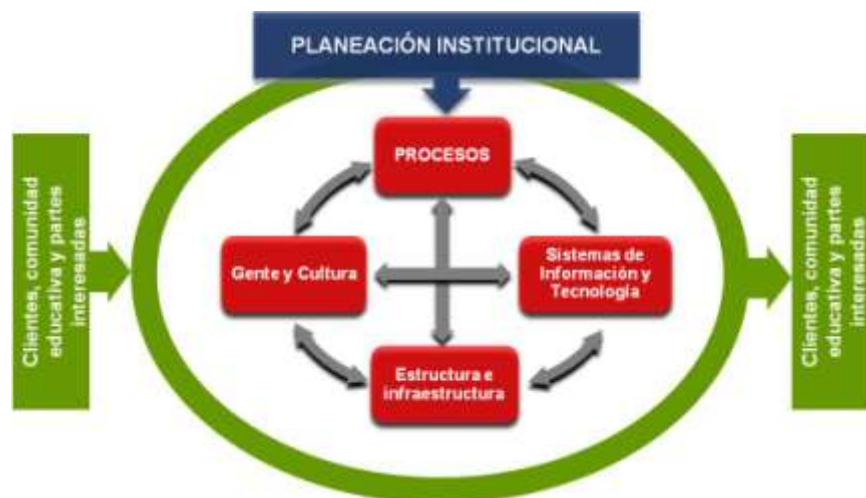 PLANEACIÓN INSTITUCIONAL
PROCESOS
Clientes, comunidad
educativa y partes
interesadas
Gente y Cultura
Sistemas de
Información y
Tecnología
Estructura e
infraestructura
Clientes, comunidad
educativa y partes
interesadas